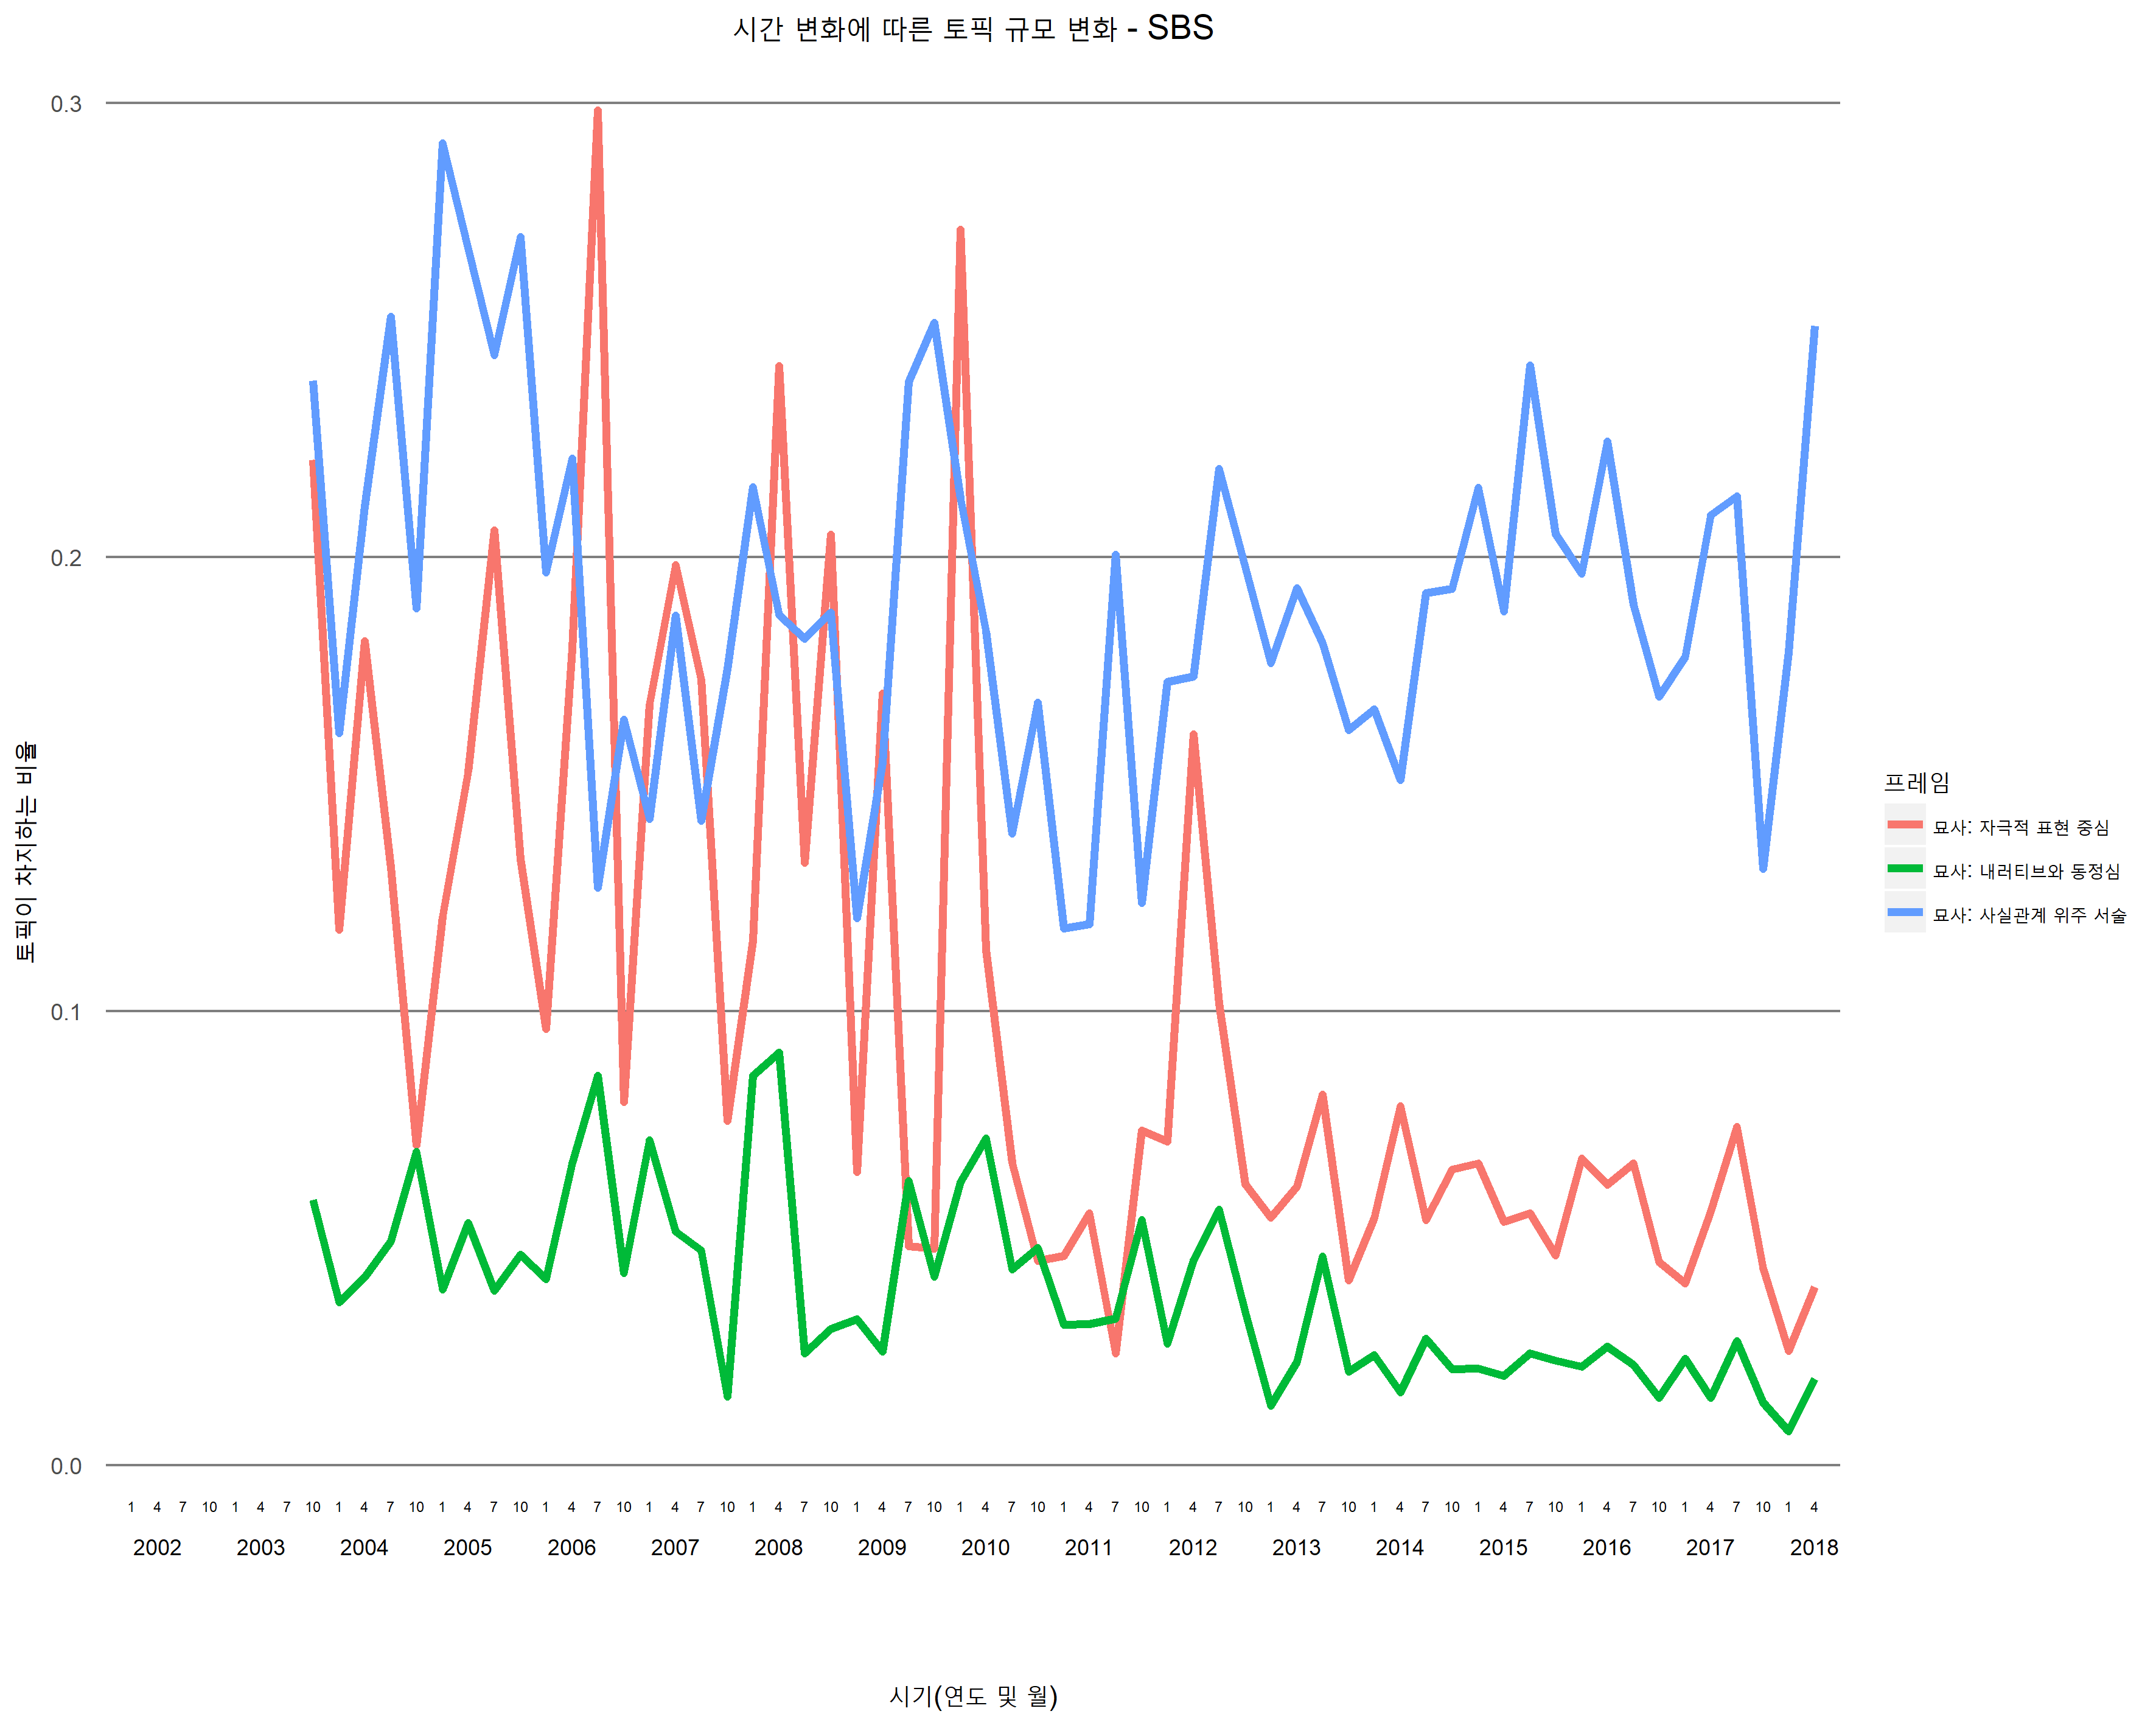 시간 변화에 따른 토픽 규모 변화 - SBS
0.3
0.2
0.1
0.0
토픽이 차지하는 비율
1 4 7 10 1 4 7 10 1 4 7 10 1 4 7 10 1 4 7 10 1 4 7 10 1 4 7 10 1 4 7 10 1 4 7 10 1 4 7 10 1 4 7 10 1 4 7 10 1 4 7 10 1 4 7 10 1 4 7 10 1 4 7 10 1 4
2002 2003 2004 2005 2006 2007 2008 2009 2010 2011 2012 2013 2014 2015 2016 2017 2018
시기(연도 및 월)
프레임
묘사: 자극적 표현 중심
묘사: 내러티브와 동정심
묘사: 사실관계 위주 서술